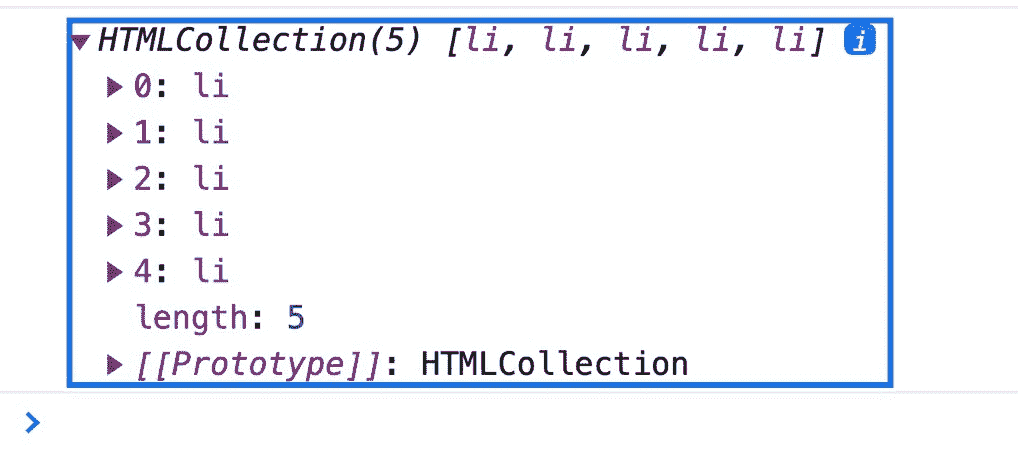 HTMLCollection(5) [li, li, li, li, li] i
0: li
1: li
2: li
3: li
4: li
length: 5
[[Prototype]]: HTMLCollection